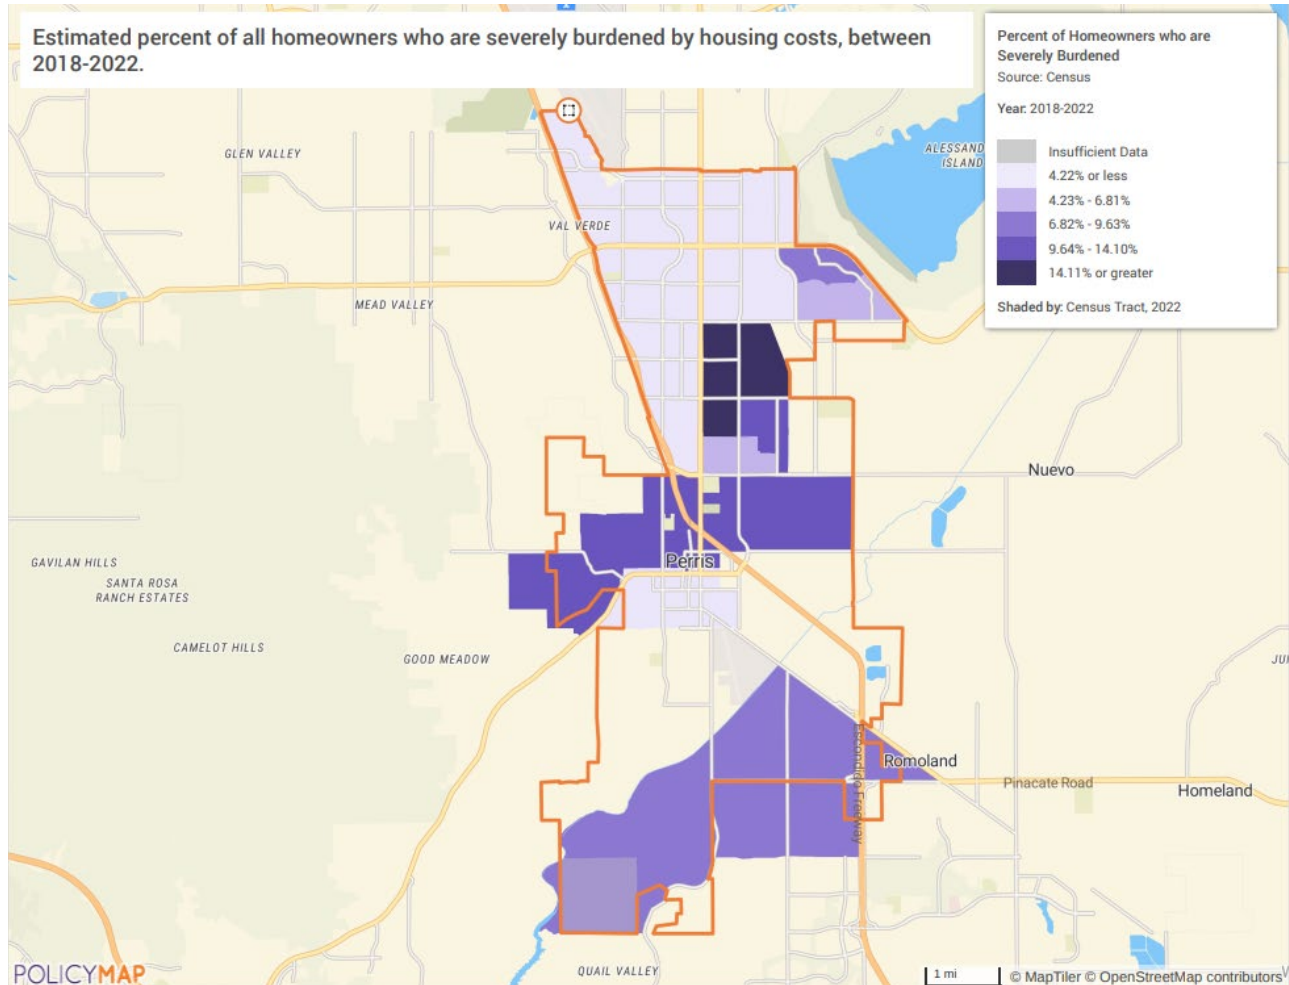 Estimated percent of all homeowners who are severely burdened by housing costs, between
2018-2022.
Percent of Homeowners who are
Severely Burdened
Source: Census
Year: 2018-2022
Insufficient Data
4.22% or less
4.23% - 6.81%
6.82% - 9.63%
9.64% - 14.10%
14.11% or greater
Shaded by: Census Tract, 2022
GLEN VALLEY
ALESSAND
ISLAND
VAL VERDE
MEAD VALLEY
Nuevo
GAVILAN HILLS
Perris
SANTA ROSA
RANCH ESTATES
CAMELOT HILLS
GOOD MEADOW
JU
Escondido Freeway
Romoland
Pinacate Road
Homeland
QUAIL VALLEY
POLICYMAP
1 mi
© MapTiler © OpenStreetMap contributors